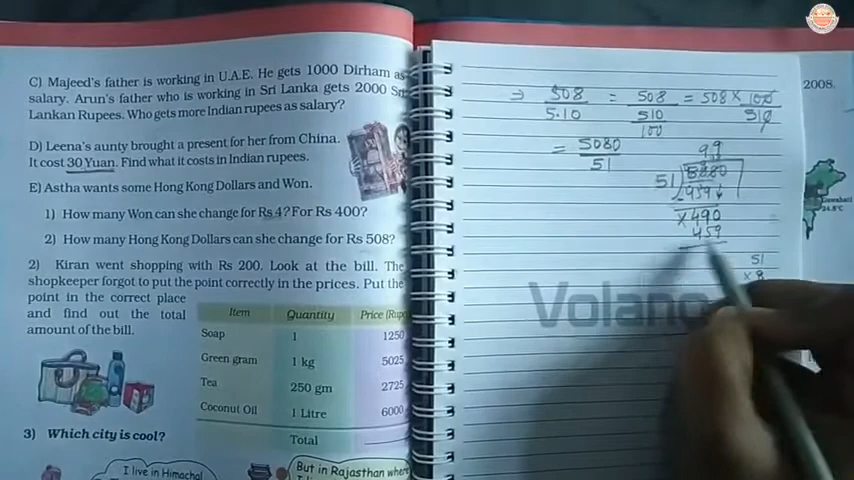 C) Majeed's father is working in U.A.E. He gets 1000 Dirham as
salary. Arun's father who is working in Sri Lanka gets 2000 Sri
Lankan Rupees. Who gets more Indian rupees as salary?
D) Leena's aunty brought a present for her from China.
It cost 30 Yuan. Find what it costs in Indian rupees.
E) Astha wants some Hong Kong Dollars and Won.
1) How many Won can she change for Rs 4? For Rs 400?
2) How many Hong Kong Dollars can she change for Rs 508?
2) Kiran went shopping with Rs 200. Look at the bill. The
shopkeeper forgot to put the point correctly in the prices. Put the
point in the correct place
and find out the total
amount of the bill.
Item Quantity Price (Rup
Soap 1 1250
Green gram 1 kg 5025
Tea 250 gm 2725
Coconut Oil 1 Litre 6000
Total
3) Which city is cool?
I live in Himachal
But in Rajasthan where
⇒ 508 = 508 = 508 × 100
5.10 510 510
100
= 5080
51
99
51 5080
459
× 490
459
51
× 8
Volan
2008.
Guwahati
24.8°C